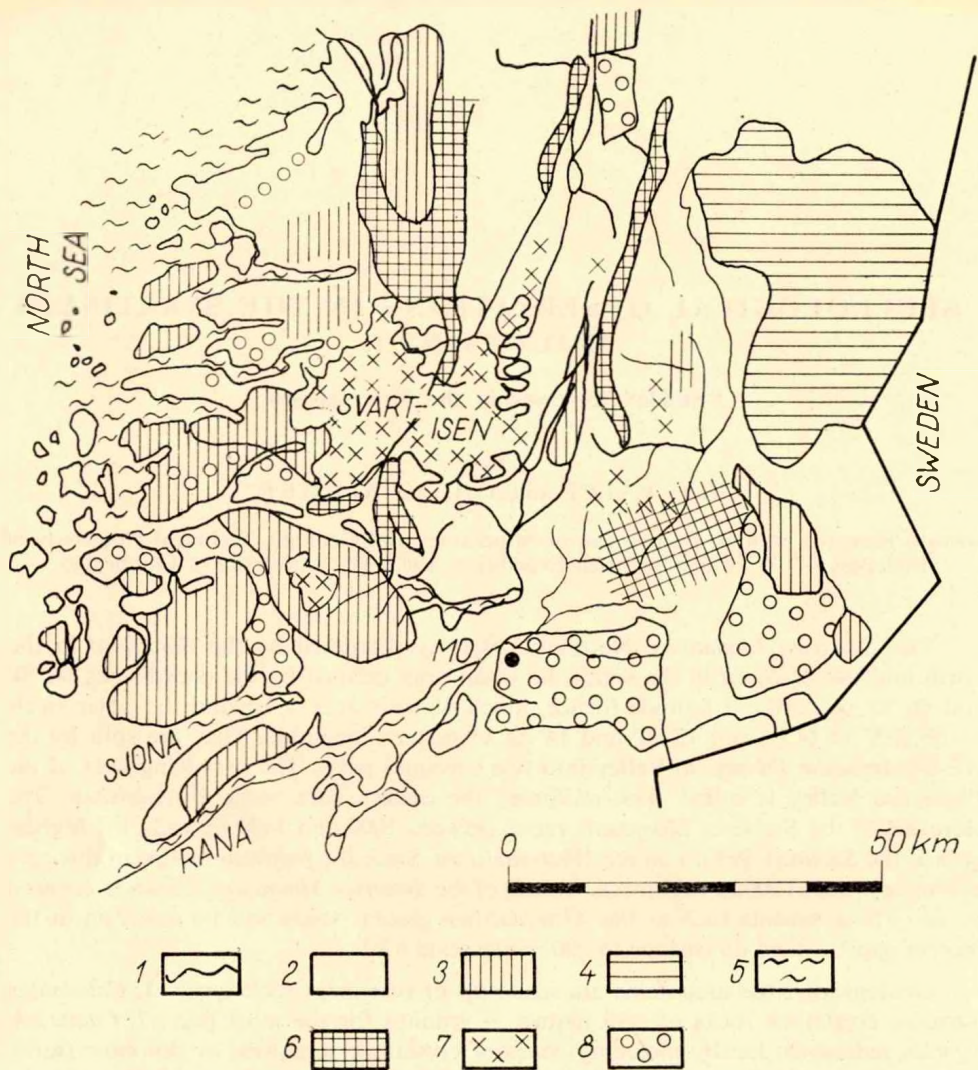 NORTH
SEA
SVART-
ISEN
SWEDEN
MO
SJONA
RANA
0 50 km
1 2 3 4 5
6 7 8